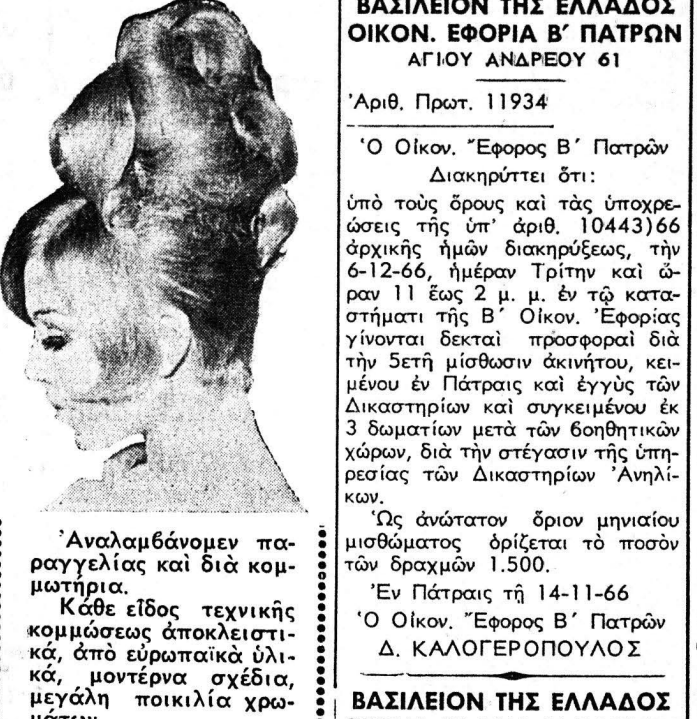 Ἀναλαμβάνομεν πα-
ραγγελίας καὶ διὰ κομ-
μωτήρια.
Κάθε εἶδος τεχνικῆς
κομμώσεως ἀποκλειστι-
κά, ἀπὸ εὐρωπαϊκὰ ὑλι-
κά, μοντέρνα σχέδια,
μεγάλη ποικιλία χρω-
ΒΑΣΙΛΕΙΟΝ ΤΗΣ ΕΛΛΑΔΟΣ
ΟΙΚΟΝ. ΕΦΟΡΙΑ Β΄ ΠΑΤΡΩΝ
ΑΓΙΟΥ ΑΝΔΡΕΟΥ 61
Ἀριθ. Πρωτ. 11934
Ὁ Οἰκον. Ἔφορος Β΄ Πατρῶν
Διακηρύττει ὅτι:
ὑπὸ τοὺς ὅρους καὶ τὰς ὑποχρε-
ώσεις τῆς ὑπ' ἀριθ. 10443)66
ἀρχικῆς ἡμῶν διακηρύξεως, τὴν
6-12-66, ἡμέραν Τρίτην καὶ ὥ-
ραν 11 ἕως 2 μ. μ. ἐν τῷ κατα-
στήματι τῆς Β΄ Οἰκον. Ἐφορίας
γίνονται δεκταὶ προσφοραὶ διὰ
τὴν 5ετῆ μίσθωσιν ἀκινήτου, κει-
μένου ἐν Πάτραις καὶ ἐγγὺς τῶν
Δικαστηρίων καὶ συγκειμένου ἐκ
3 δωματίων μετὰ τῶν βοηθητικῶν
χώρων, διὰ τὴν στέγασιν τῆς ὑπη-
ρεσίας τῶν Δικαστηρίων Ἀνηλί-
κων.
Ὡς ἀνώτατον ὅριον μηνιαίου
μισθώματος ὁρίζεται τὸ ποσὸν
τῶν δραχμῶν 1.500.
Ἐν Πάτραις τῇ 14-11-66
Ὁ Οἰκον. Ἔφορος Β΄ Πατρῶν
Δ. ΚΑΛΟΓΕΡΟΠΟΥΛΟΣ
ΒΑΣΙΛΕΙΟΝ ΤΗΣ ΕΛΛΑΔΟΣ